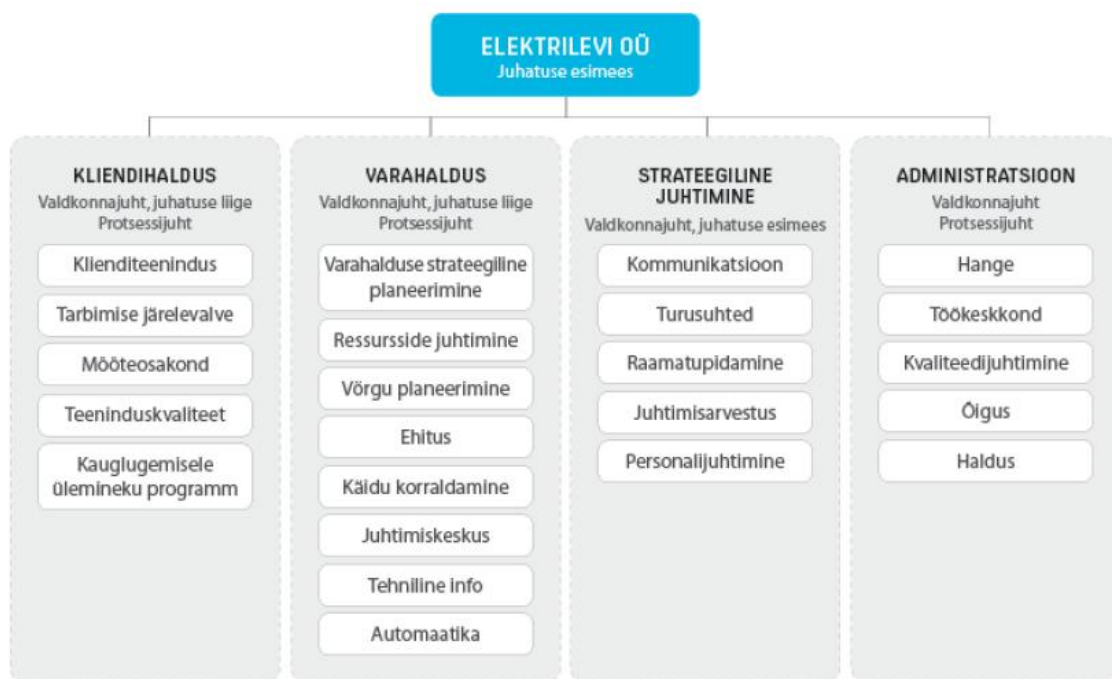 ELEKTRILEVI OÜ
Juhatuse esimees
KLIENDIHALDUS
Valdkonnajuht, juhatuse liige
Protsessijuht
Klienditeenindus
Tarbimise järelevalve
Mõõteosakond
Teeninduskvaliteet
Kauglugemisele
ülemineku programm
VARAHALDUS
Valdkonnajuht, juhatuse liige
Protsessijuht
Varahalduse strateegiline
planeerimine
Ressursside juhtimine
Võrgu planeerimine
Ehitus
Käidu korraldamine
Juhtimiskeskus
Tehniline info
Automaatika
STRATEEGILINE
JUHTIMINE
Valdkonnajuht, juhatuse esimees
Kommunikatsioon
Turusuhted
Raamatupidamine
Juhtimisarvestus
Personalijuhtimine
ADMINISTRATSIOON
Valdkonnajuht
Protsessijuht
Hange
Töökeskkond
Kvaliteedijuhtimine
Õigus
Haldus